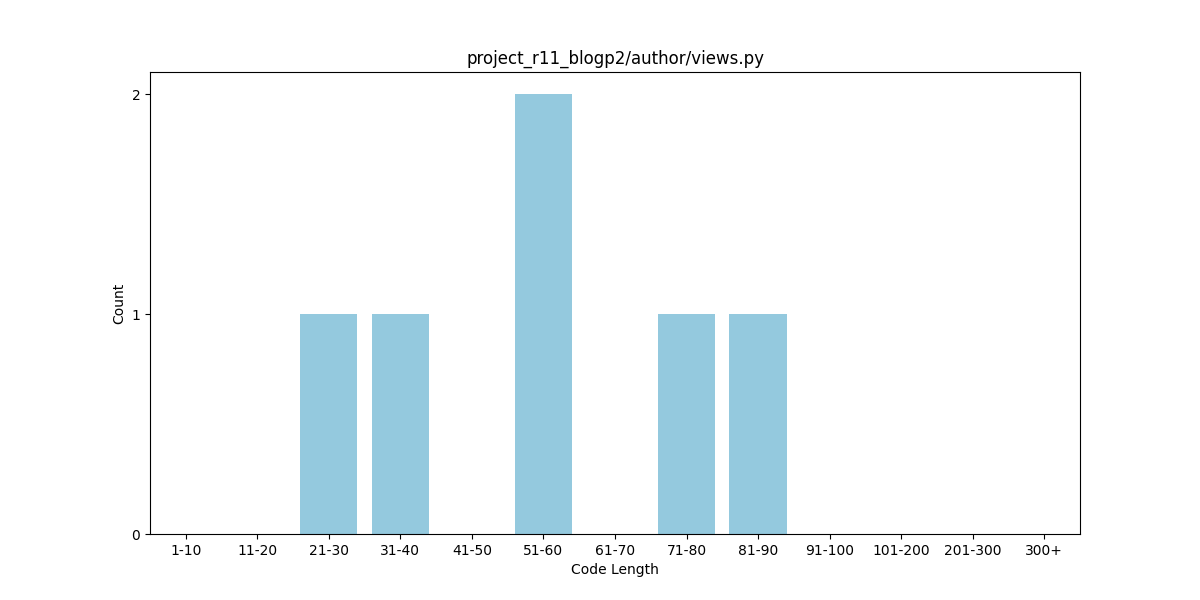 project_r11_blogp2/author/views.py
Count
2
1
0
1-10 11-20 21-30 31-40 41-50 51-60 61-70 71-80 81-90 91-100 101-200 201-300 300+
Code Length